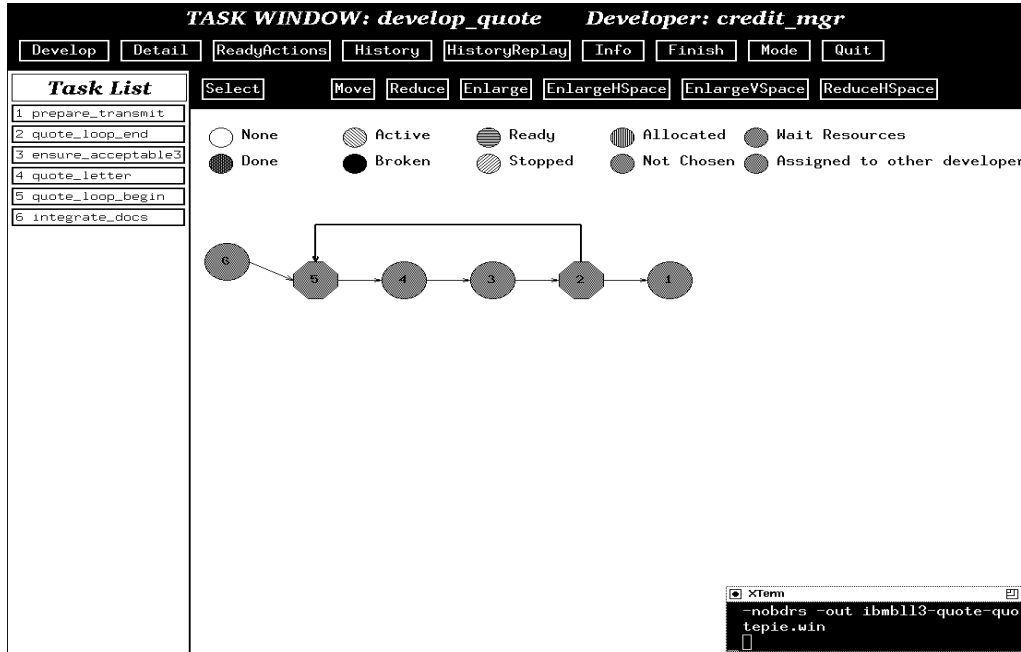 TASK WINDOW: develop_quote Developer: credit_mgr
Develop Detail ReadyActions History HistoryReplay Info Finish Mode Quit
Task List
Select Move Reduce Enlarge EnlargeHSpace EnlargeVSpace ReduceHSpace
1 prepare_transmit
2 quote_loop_end
3 ensure_acceptable3
4 quote_letter
5 quote_loop_begin
6 integrate_docs
None Active Ready Allocated Wait Resources
Done Broken Stopped Not Chosen Assigned to other developer
6 5 4 3 2 1
XTerm
-nobdrs -out ibmbll3-quote-quo
tepie.win